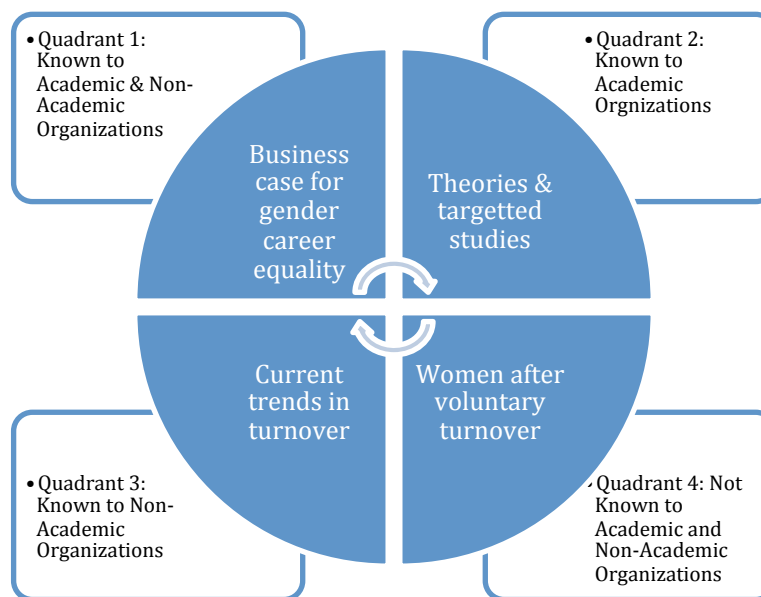 • Quadrant 1:
Known to
Academic & Non-
Academic
Organizations
• Quadrant 2:
Known to
Academic
Orgnizations
Business
case for
gender
career
equality
Theories &
targetted
studies
Current
trends in
turnover
Women after
voluntary
turnover
• Quadrant 3:
Known to Non-
Academic
Organizations
• Quadrant 4: Not
Known to
Academic and
Non-Academic
Organizations